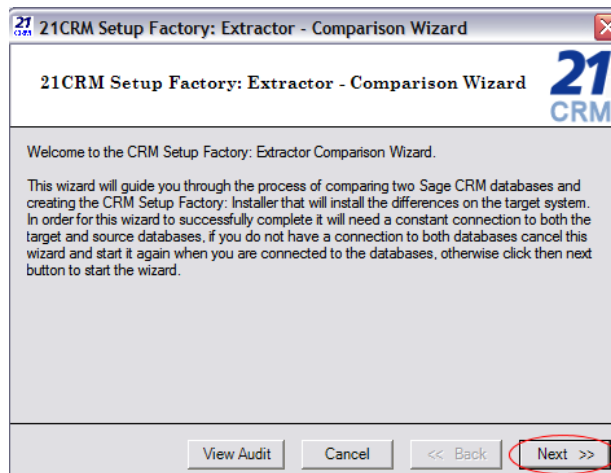 21 CRM 21CRM Setup Factory: Extractor - Comparison Wizard
21CRM Setup Factory: Extractor - Comparison Wizard
21
CRM
Welcome to the CRM Setup Factory: Extractor Comparison Wizard.
This wizard will guide you through the process of comparing two Sage CRM databases and
creating the CRM Setup Factory: Installer that will install the differences on the target system.
In order for this wizard to successfully complete it will need a constant connection to both the
target and source databases, if you do not have a connection to both databases cancel this
wizard and start it again when you are connected to the databases, otherwise click then next
button to start the wizard.
View Audit Cancel << Back Next >>